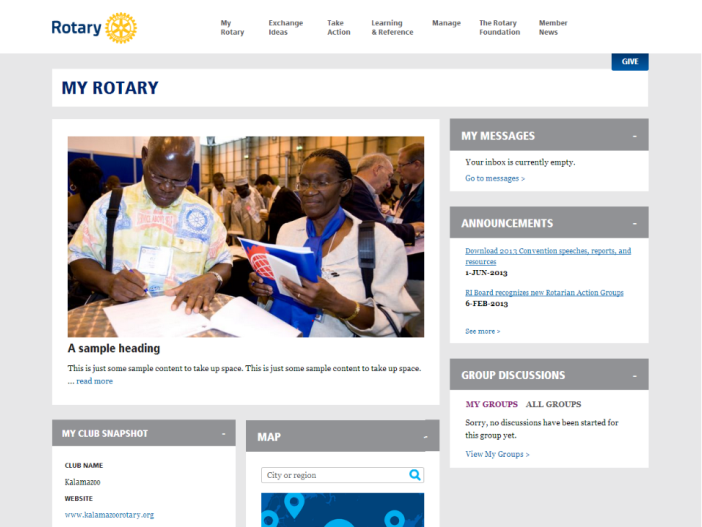 Rotary
My
Rotary
Exchange
Ideas
Take
Action
Learning
& Reference
Manage
The Rotary
Foundation
Member
News
GIVE
MY ROTARY
A sample heading
This is just some sample content to take up space. This is just some sample content to take up space.
... read more
MY MESSAGES -
Your inbox is currently empty.
Go to messages >
ANNOUNCEMENTS -
Download 2013 Convention speeches, reports, and
resources
1-JUN-2013
RI Board recognizes new Rotarian Action Groups
6-FEB-2013
See more >
GROUP DISCUSSIONS -
MY GROUPS ALL GROUPS
Sorry, no discussions have been started for
this group yet.
View My Groups >
MY CLUB SNAPSHOT -
CLUB NAME
Kalamazoo
WEBSITE
www.kalamazoorotary.org
MAP -
City or region